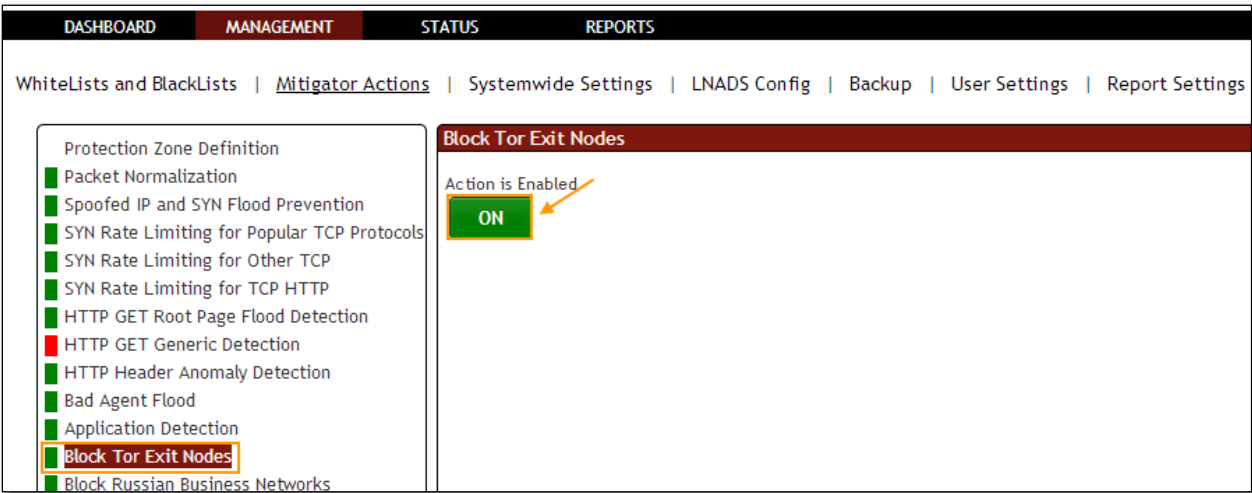 DASHBOARD MANAGEMENT STATUS REPORTS
WhiteLists and BlackLists | Mitigator Actions | Systemwide Settings | LNADS Config | Backup | User Settings | Report Settings
Protection Zone Definition
Packet Normalization
Spoofed IP and SYN Flood Prevention
SYN Rate Limiting for Popular TCP Protocols
SYN Rate Limiting for Other TCP
SYN Rate Limiting for TCP HTTP
HTTP GET Root Page Flood Detection
HTTP GET Generic Detection
HTTP Header Anomaly Detection
Bad Agent Flood
Application Detection
Block Tor Exit Nodes
Block Russian Business Networks
Block Tor Exit Nodes
Action is Enabled
ON